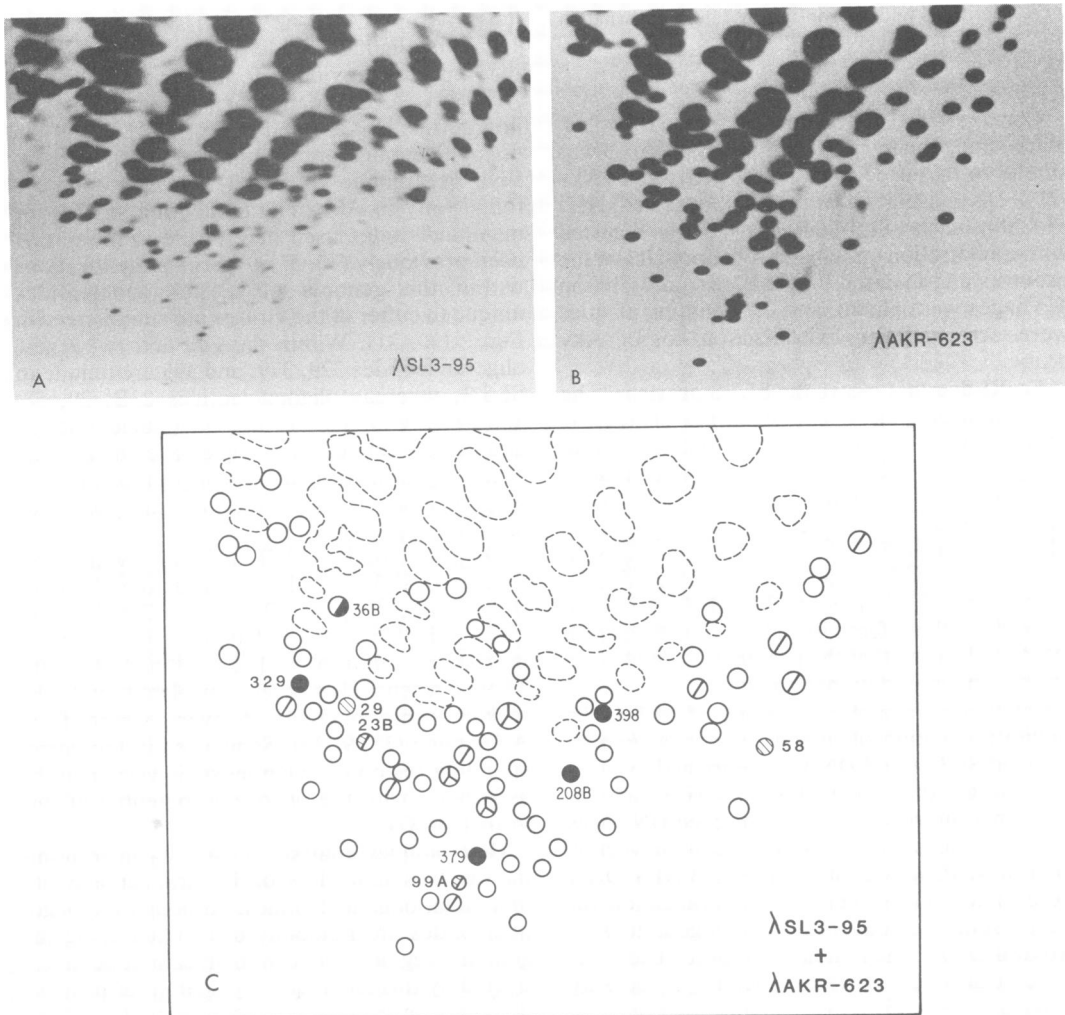 A
λSL3-95
B
λAKR-623
36B
329
29
23B
398
58
208B
379
99A
C
λSL3-95
+
λAKR-623